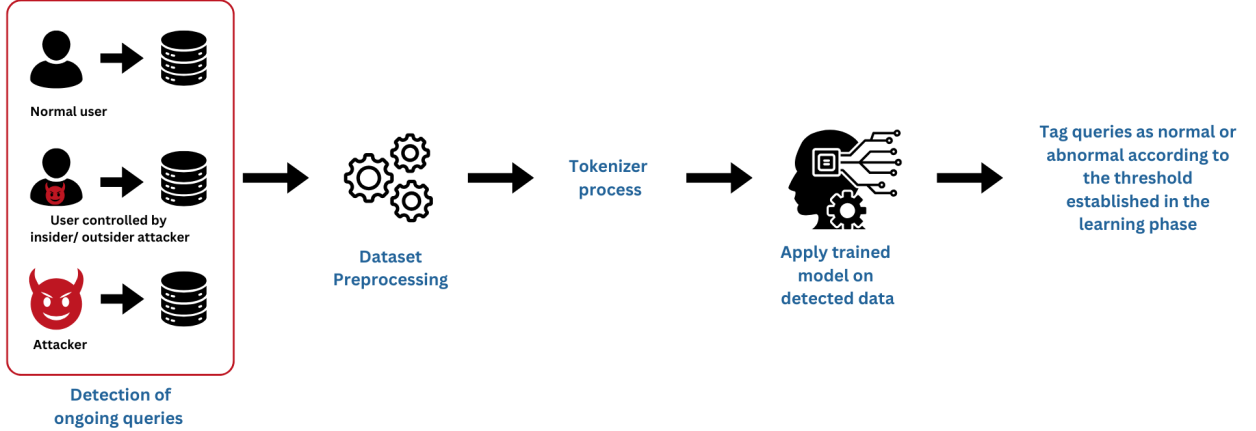 Normal user
User controlled by
insider/ outsider attacker
Attacker
Detection of
ongoing queries
Dataset
Preprocessing
Tokenizer
process
Apply trained
model on
detected data
Tag queries as normal or
abnormal according to
the threshold
established in the
learning phase